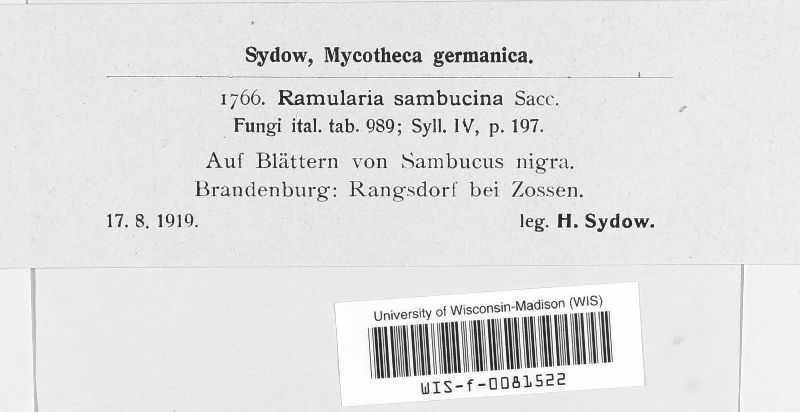 Sydow, Mycotheca germanica.
1766. Ramularia sambucina Sacc.
Fungi ital. tab. 989; Syll. IV, p. 197.
Auf Blättern von Sambucus nigra.
Brandenburg: Rangsdorf bei Zossen.
17. 8. 1919. leg. H. Sydow.
University of Wisconsin-Madison (WIS)
WIS-f-0081522